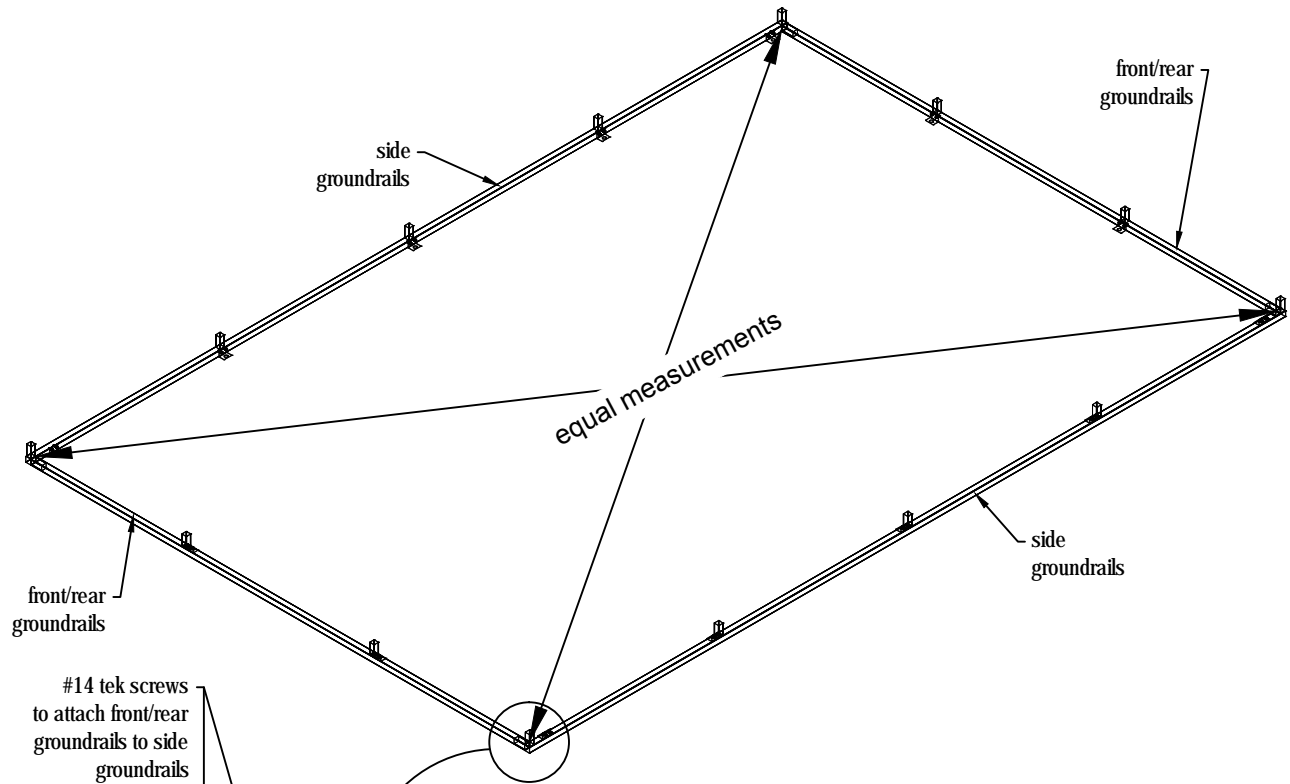 front/rear
groundrails
side
groundrails
equal measurements
side
groundrails
front/rear
groundrails
#14 tek screws
to attach front/rear
groundrails to side
groundrails